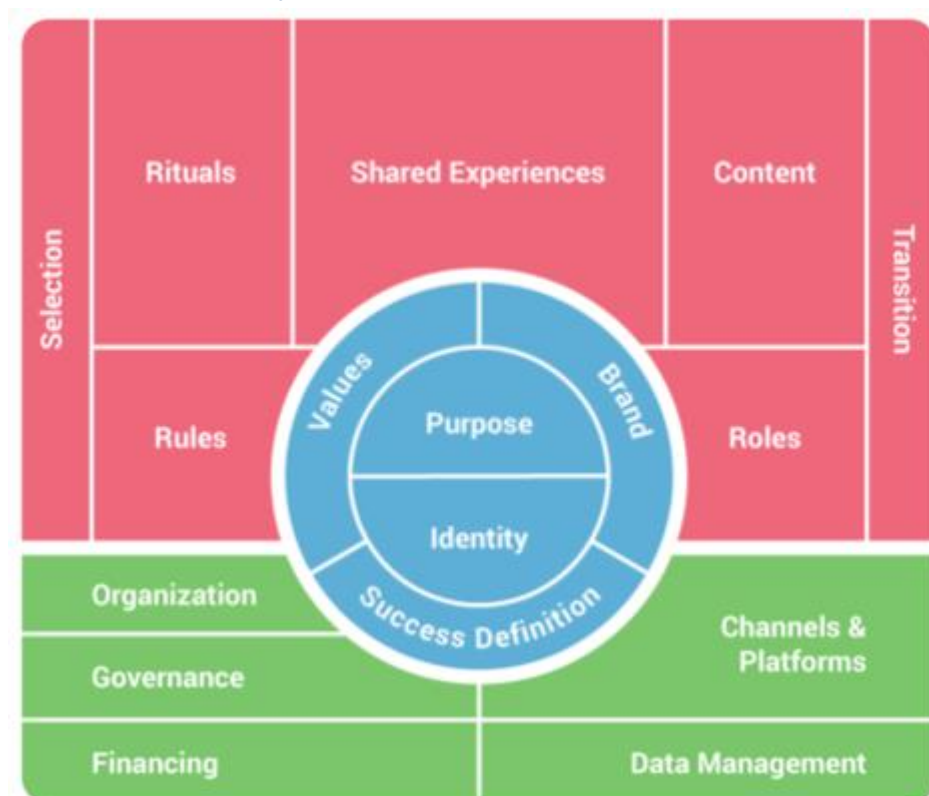 Selection
Rituals
Shared Experiences
Content
Transition
Rules
Roles
Values
Brand
Purpose
Identity
Success Definition
Organization
Governance
Financing
Channels &
Platforms
Data Management